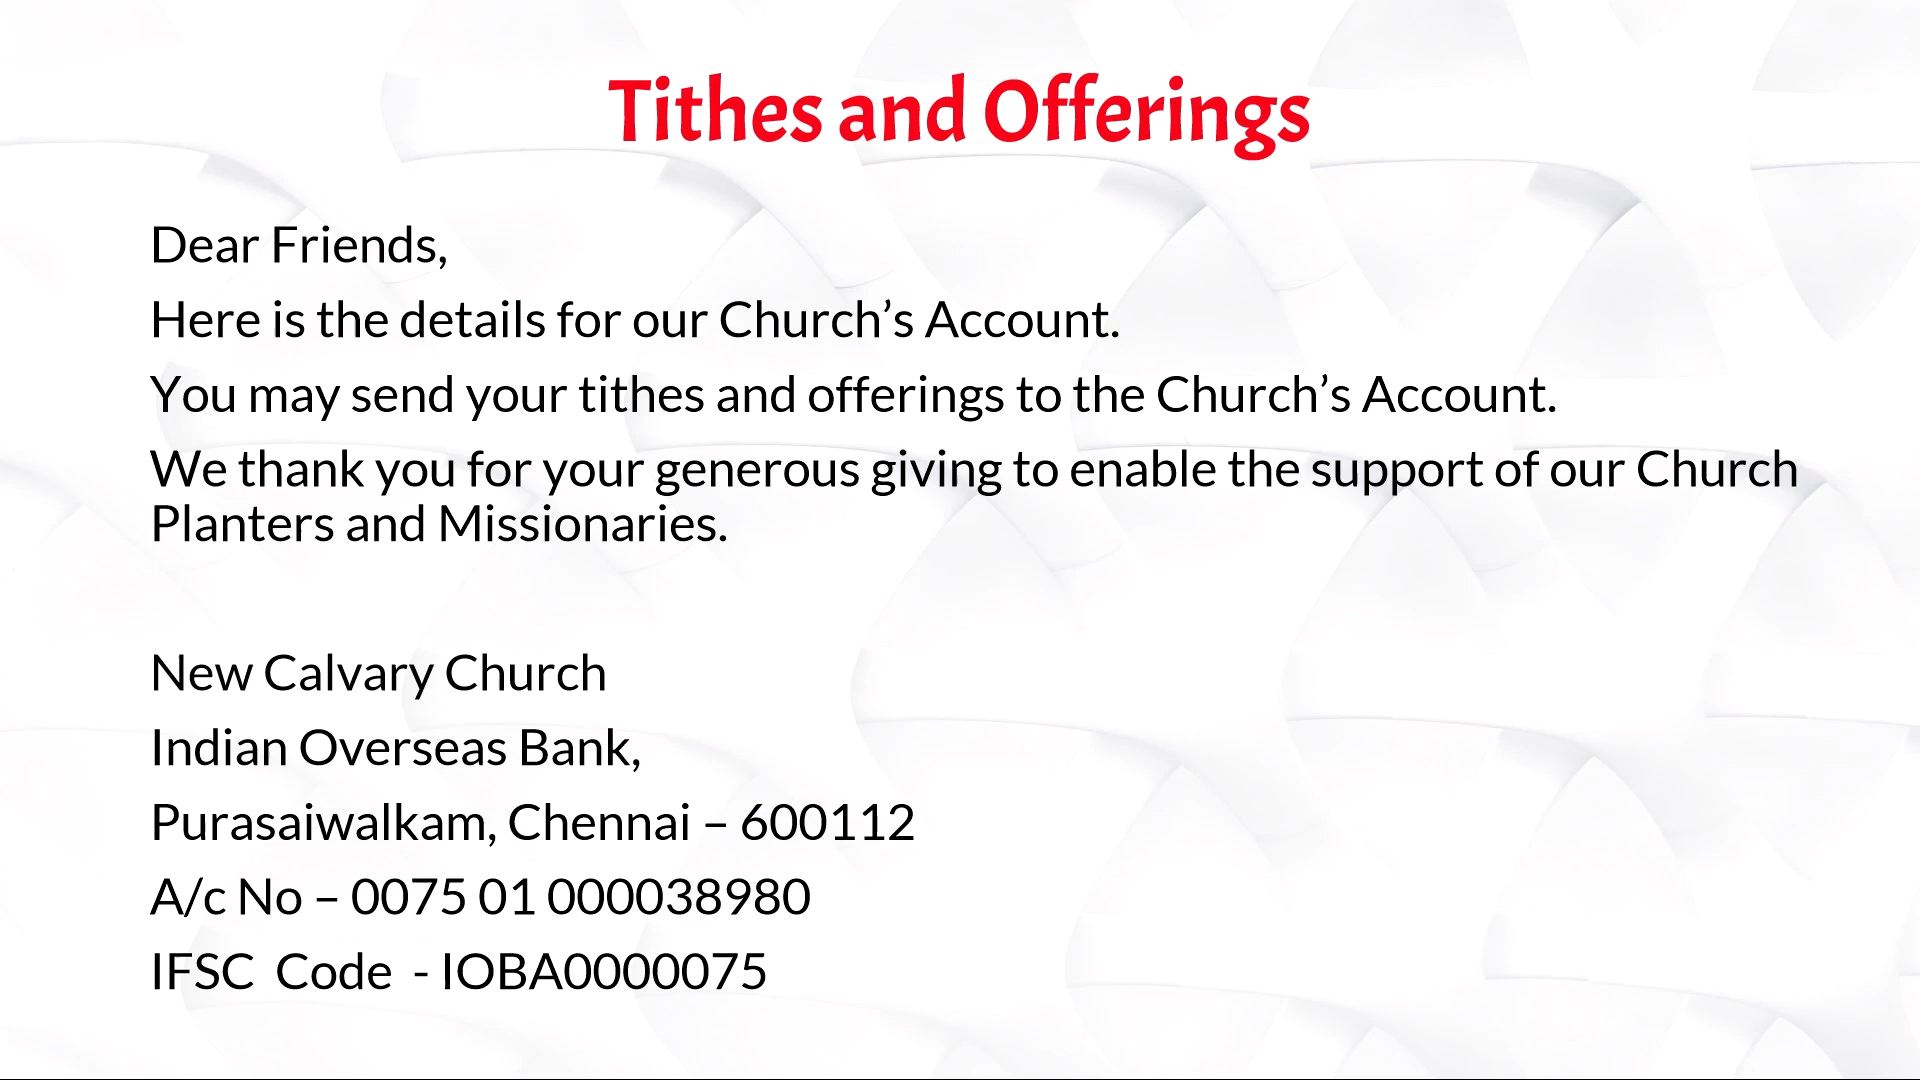 Tithes and Offerings
Dear Friends,
Here is the details for our Church’s Account.
You may send your tithes and offerings to the Church’s Account.
We thank you for your generous giving to enable the support of our Church
Planters and Missionaries.
New Calvary Church
Indian Overseas Bank,
Purasaiwalkam, Chennai – 600112
A/c No – 0075 01 000038980
IFSC  Code  - IOBA0000075